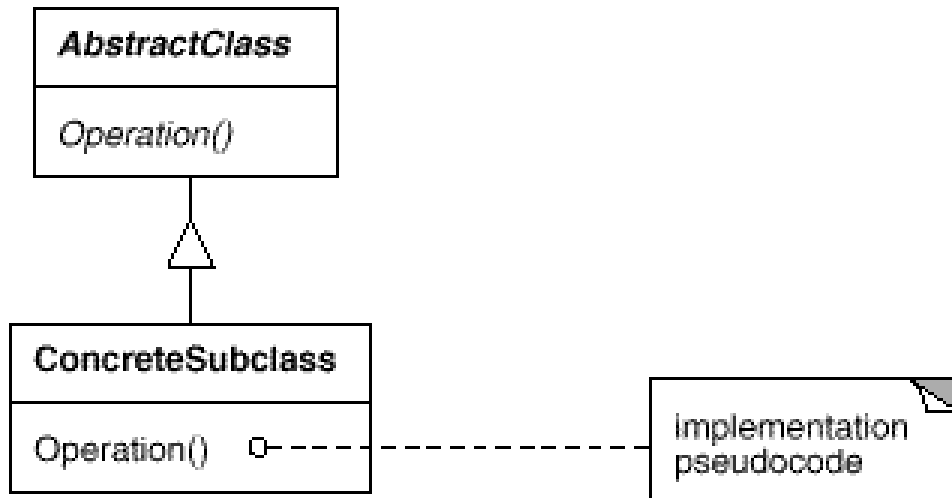 AbstractClass
Operation()
ConcreteSubclass
Operation()
implementation
pseudocode